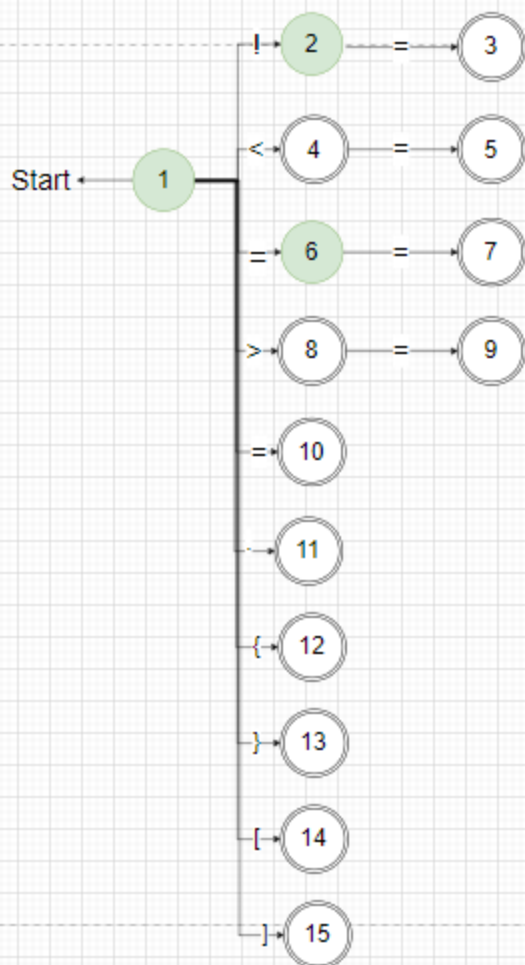 ! 2 = 3
< 4 = 5
Start 1
= 6 = 7
> 8 = 9
= 10
11
{ 12
} 13
[ 14
] 15